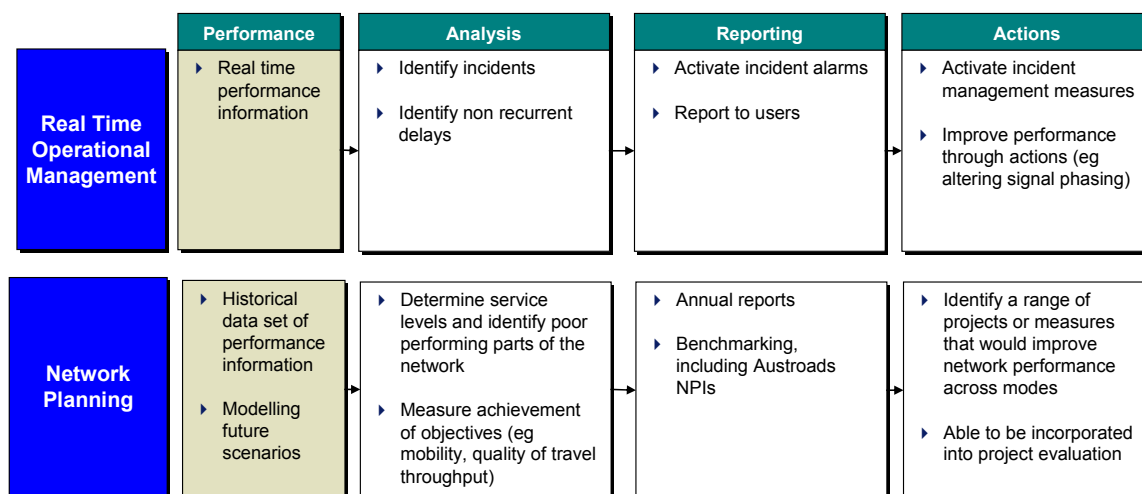 Performance
Analysis
Reporting
Actions
Real Time
Operational
Management
Real time
performance
information
Identify incidents
Identify non recurrent
delays
Activate incident alarms
Report to users
Activate incident
management measures
Improve performance
through actions (eg
altering signal phasing)
Network
Planning
Historical
data set of
performance
information
Modelling
future
scenarios
Determine service
levels and identify poor
performing parts of the
network
Measure achievement
of objectives (eg
mobility, quality of travel
throughput)
Annual reports
Benchmarking,
including Austroads
NPIs
Identify a range of
projects or measures
that would improve
network performance
across modes
Able to be incorporated
into project evaluation